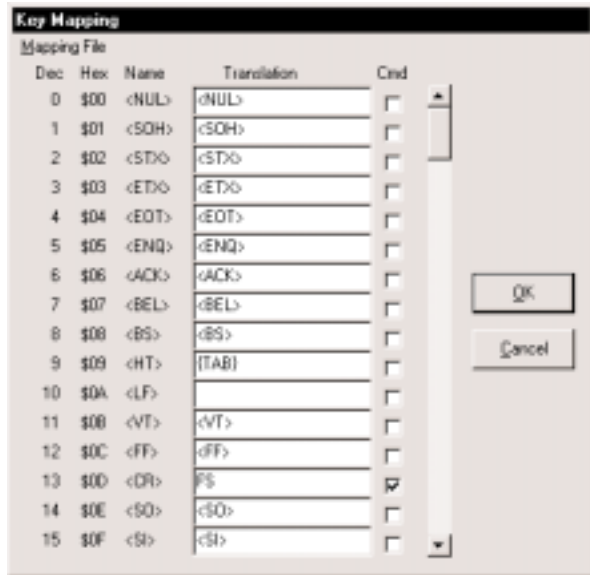 Key Mapping
Mapping File
Dec Hex Name Translation Cmd
0 $00 <NUL> <NUL>
1 $01 <SOH> <SOH>
2 $02 <STX> <STX>
3 $03 <ETX> <ETX>
4 $04 <EOT> <EOT>
5 $05 <ENQ> <ENQ>
6 $06 <ACK> <ACK>
7 $07 <BEL> <BEL>
8 $08 <BS> <BS>
9 $09 <HT> {TAB}
10 $0A <LF>
11 $0B <VT> <VT>
12 $0C <FF> <FF>
13 $0D <CR> FS
14 $0E <SO> <SO>
15 $0F <SI> <SI>
OK
Cancel